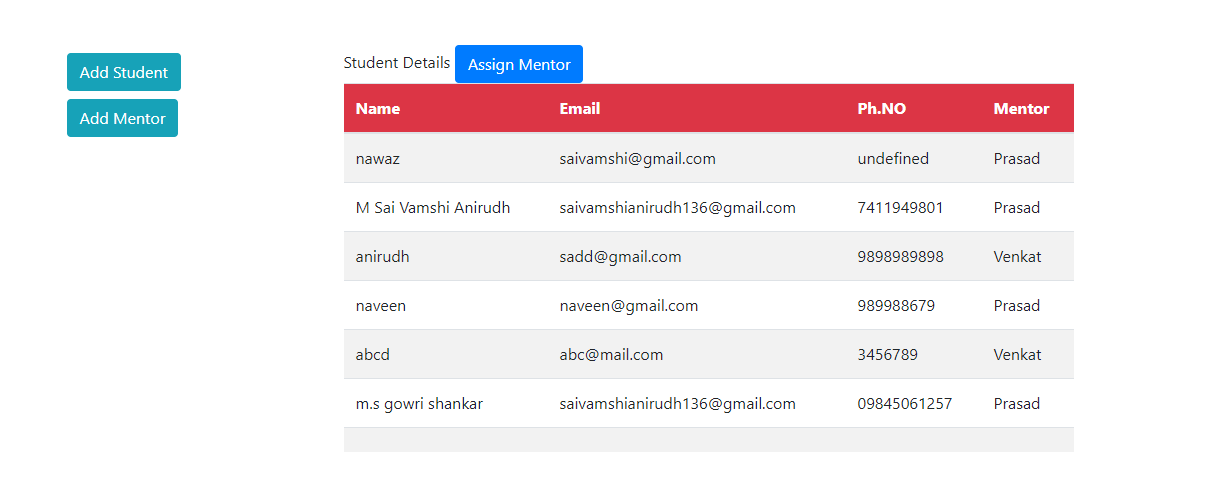 Add Student
Add Mentor
Student Details Assign Mentor
Name Email Ph.NO Mentor
nawaz saivamshi@gmail.com undefined Prasad
M Sai Vamshi Anirudh saivamshianirudh136@gmail.com 7411949801 Prasad
anirudh sadd@gmail.com 9898989898 Venkat
naveen naveen@gmail.com 989988679 Prasad
abcd abc@mail.com 3456789 Venkat
m.s gowri shankar saivamshianirudh136@gmail.com 09845061257 Prasad